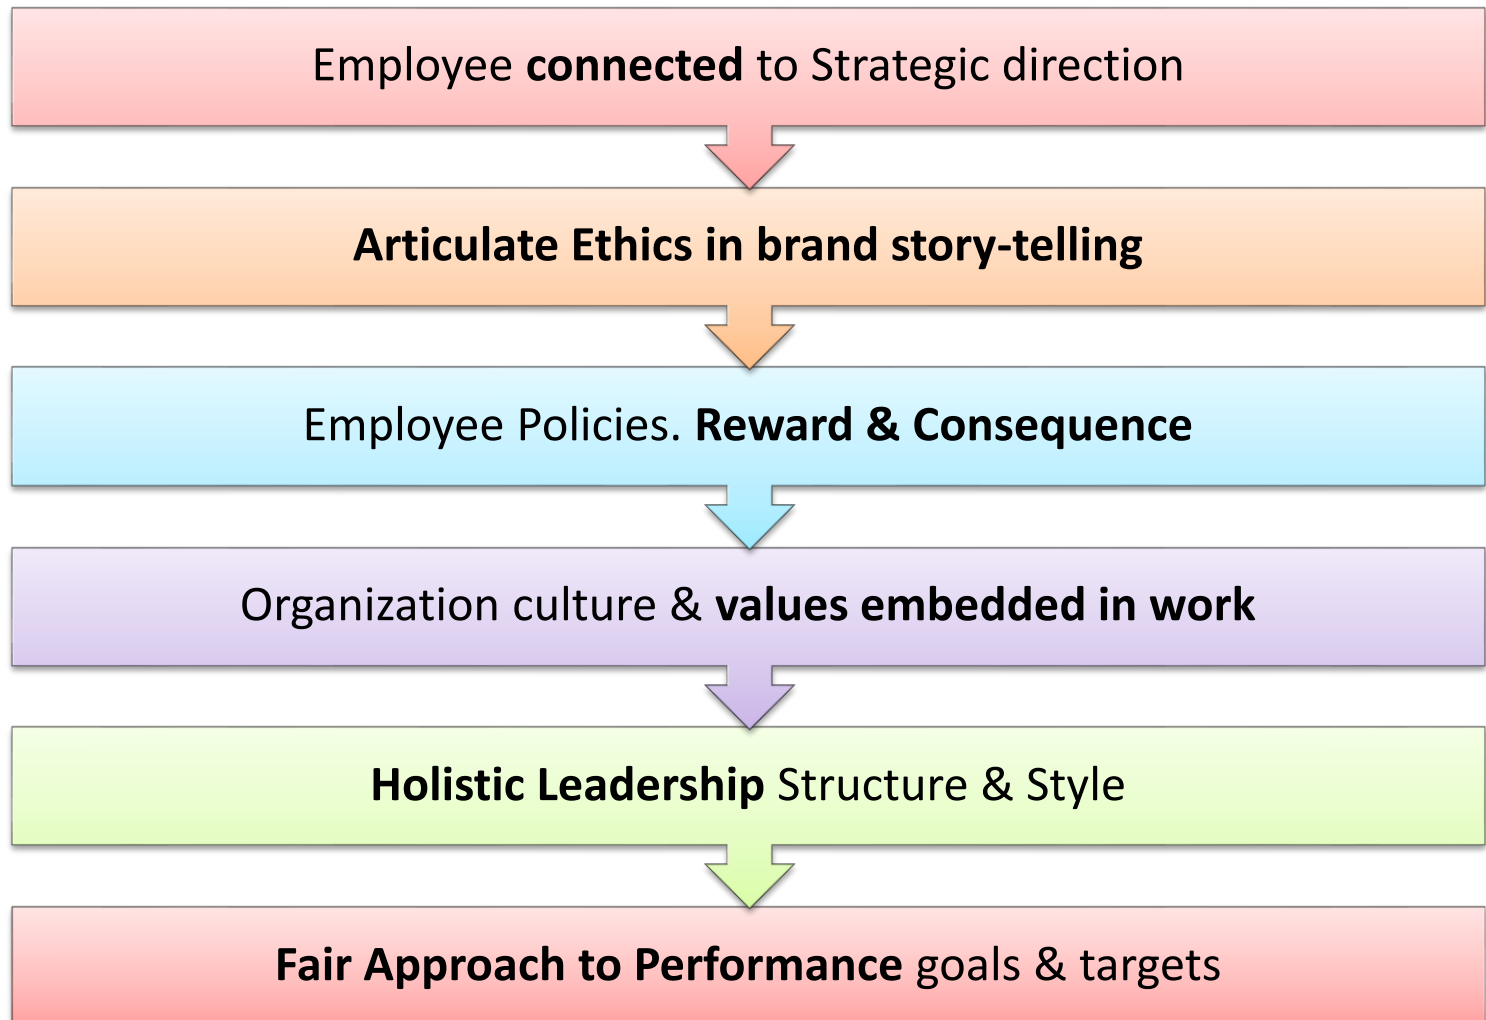 Employee connected to Strategic direction
Articulate Ethics in brand story-telling
Employee Policies. Reward & Consequence
Organization culture & values embedded in work
Holistic Leadership Structure & Style
Fair Approach to Performance goals & targets